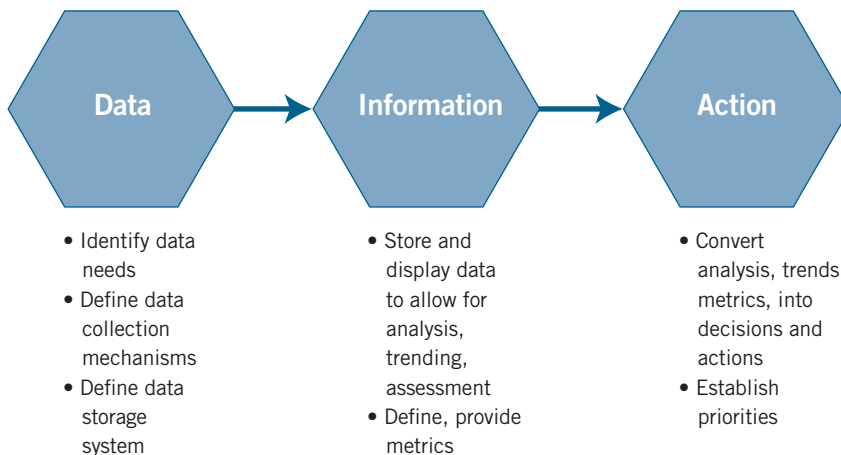 Data
Information
Action
• Identify data
needs
• Define data
collection
mechanisms
• Define data
storage
system
• Store and
display data
to allow for
analysis,
trending,
assessment
• Define, provide
metrics
• Convert
analysis, trends
metrics, into
decisions and
actions
• Establish
priorities